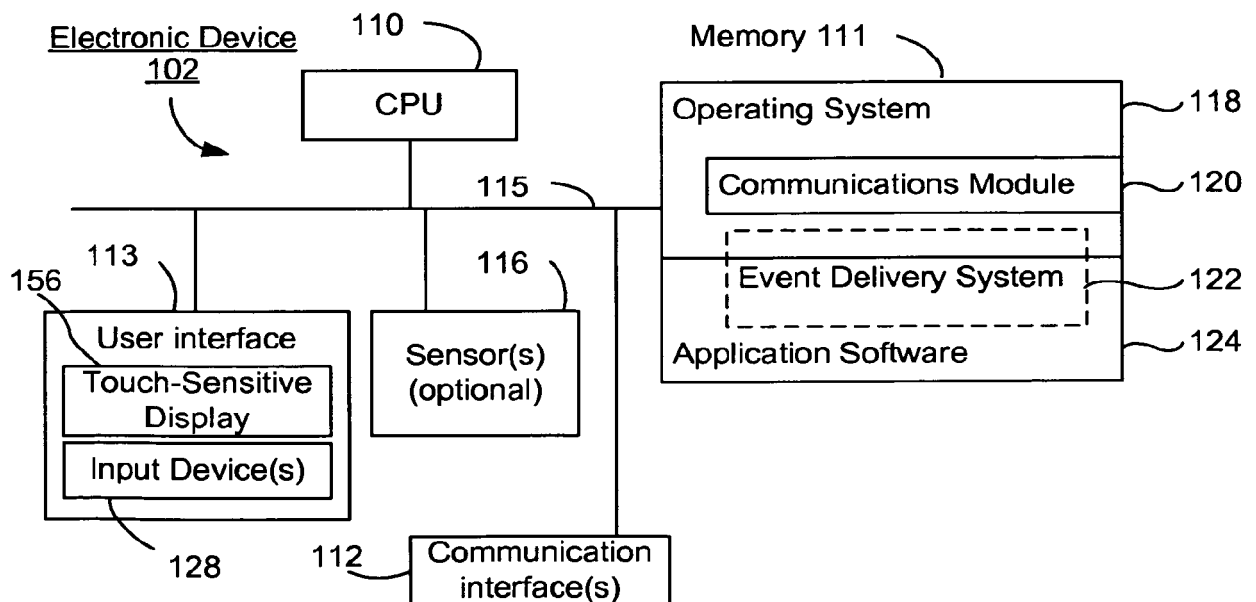 Electronic Device
102
110
CPU
Memory 111
Operating System
118
Communications Module
120
115
Event Delivery System
122
Application Software
124
113
156
User interface
Touch-Sensitive
Display
Input Device(s)
128
116
Sensor(s)
(optional)
112
Communication
interface(s)